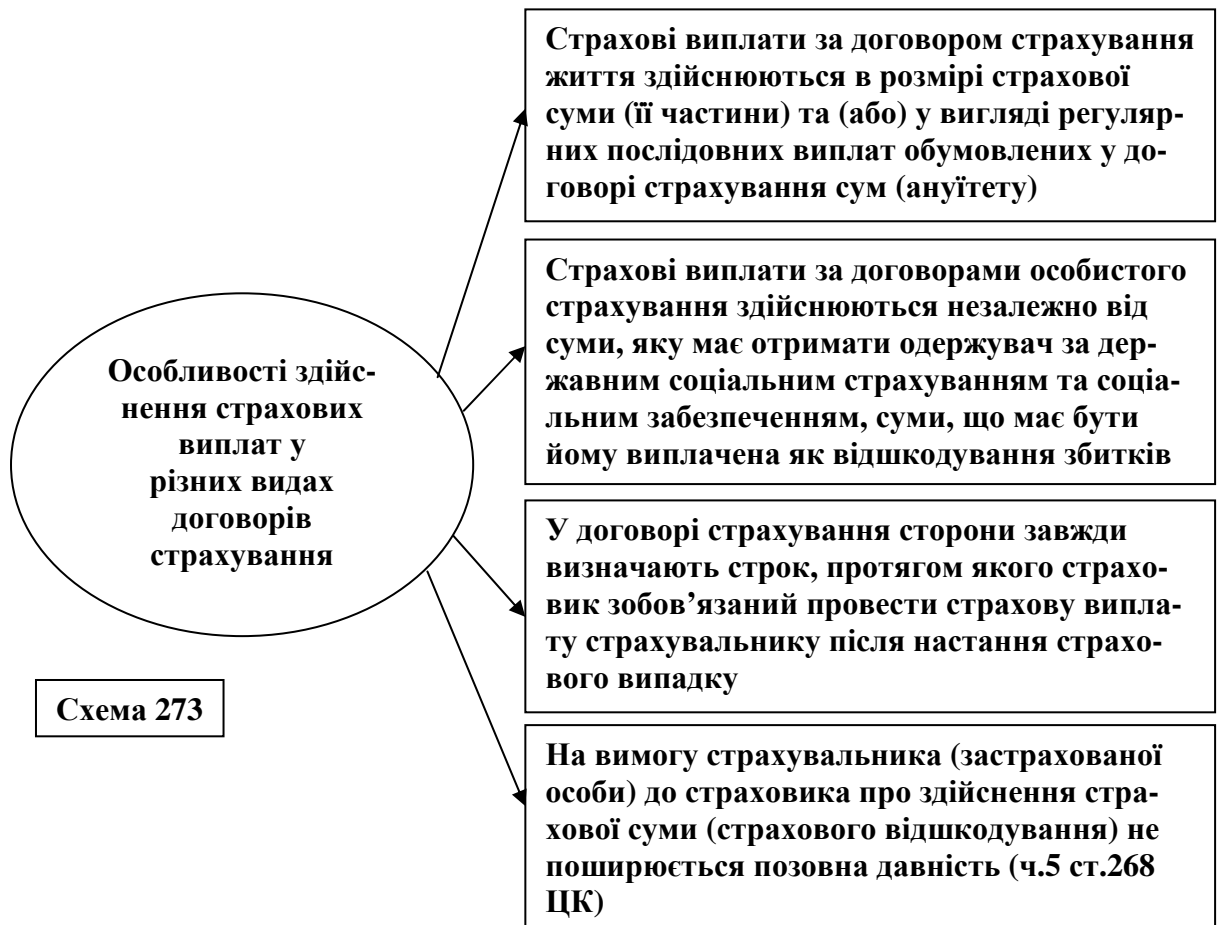 Страхові виплати за договором страхування
життя здійснюються в розмірі страхової
суми (її частини) та (або) у вигляді регуляр-
них послідовних виплат обумовлених у до-
говорі страхування сум (ануїтету)
Страхові виплати за договорами особистого
страхування здійснюються незалежно від
суми, яку має отримати одержувач за дер-
жавним соціальним страхуванням та соціа-
льним забезпеченням, суми, що має бути
йому виплачена як відшкодування збитків
Особливості здійс-
нення страхових
виплат у
різних видах
договорів
страхування
У договорі страхування сторони завжди
визначають строк, протягом якого страхо-
вик зобов’язаний провести страхову випла-
ту страхувальнику після настання страхо-
вого випадку
Схема 273
На вимогу страхувальника (застрахованої
особи) до страховика про здійснення стра-
хової суми (страхового відшкодування) не
поширюється позовна давність (ч.5 ст.268
ЦК)